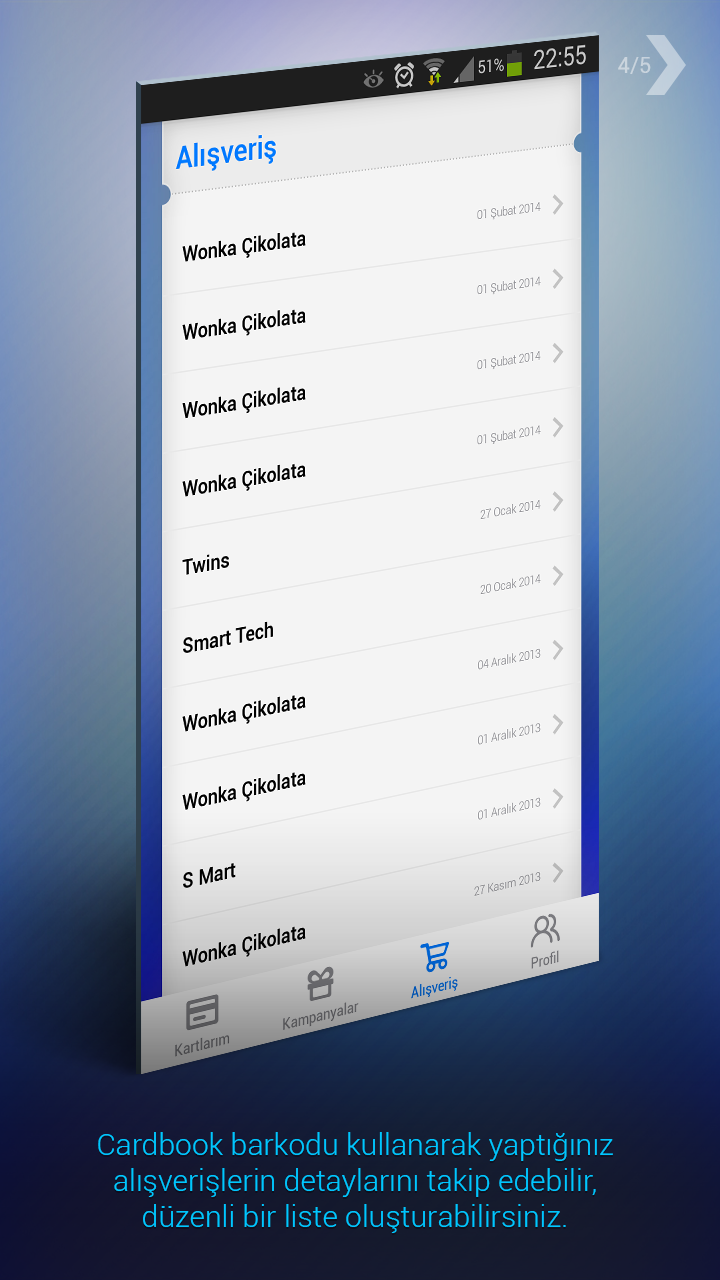 51% 22:55
4/5
Alışveriş
Wonka Çikolata 01 Şubat 2014
Wonka Çikolata 01 Şubat 2014
Wonka Çikolata 01 Şubat 2014
Wonka Çikolata 01 Şubat 2014
Twins 27 Ocak 2014
Smart Tech 20 Ocak 2014
Wonka Çikolata 04 Aralık 2013
Wonka Çikolata 01 Aralık 2013
S Mart 01 Aralık 2013
Wonka Çikolata 27 Kasım 2013
Kartlarım Kampanyalar Alışveriş Profil
Cardbook barkodu kullanarak yaptığınız
alışverişlerin detaylarını takip edebilir,
düzenli bir liste oluşturabilirsiniz.